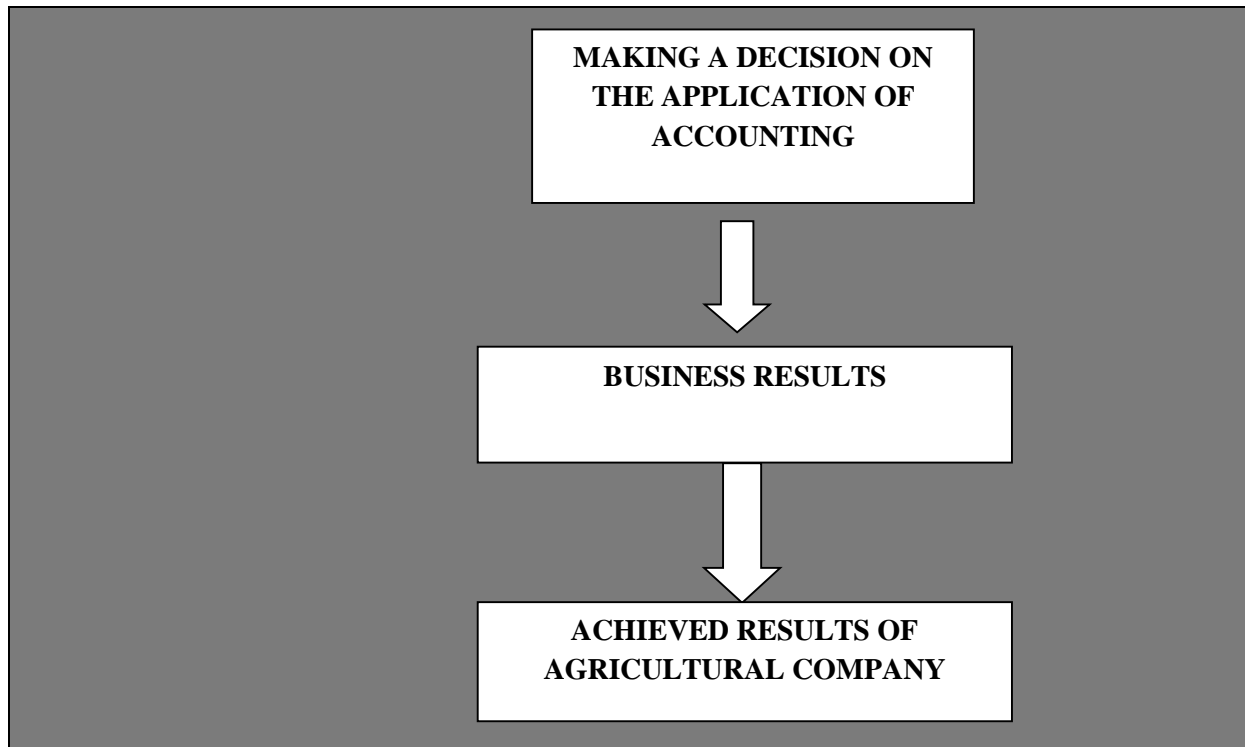 MAKING A DECISION ON
THE APPLICATION OF
ACCOUNTING
BUSINESS RESULTS
ACHIEVED RESULTS OF
AGRICULTURAL COMPANY